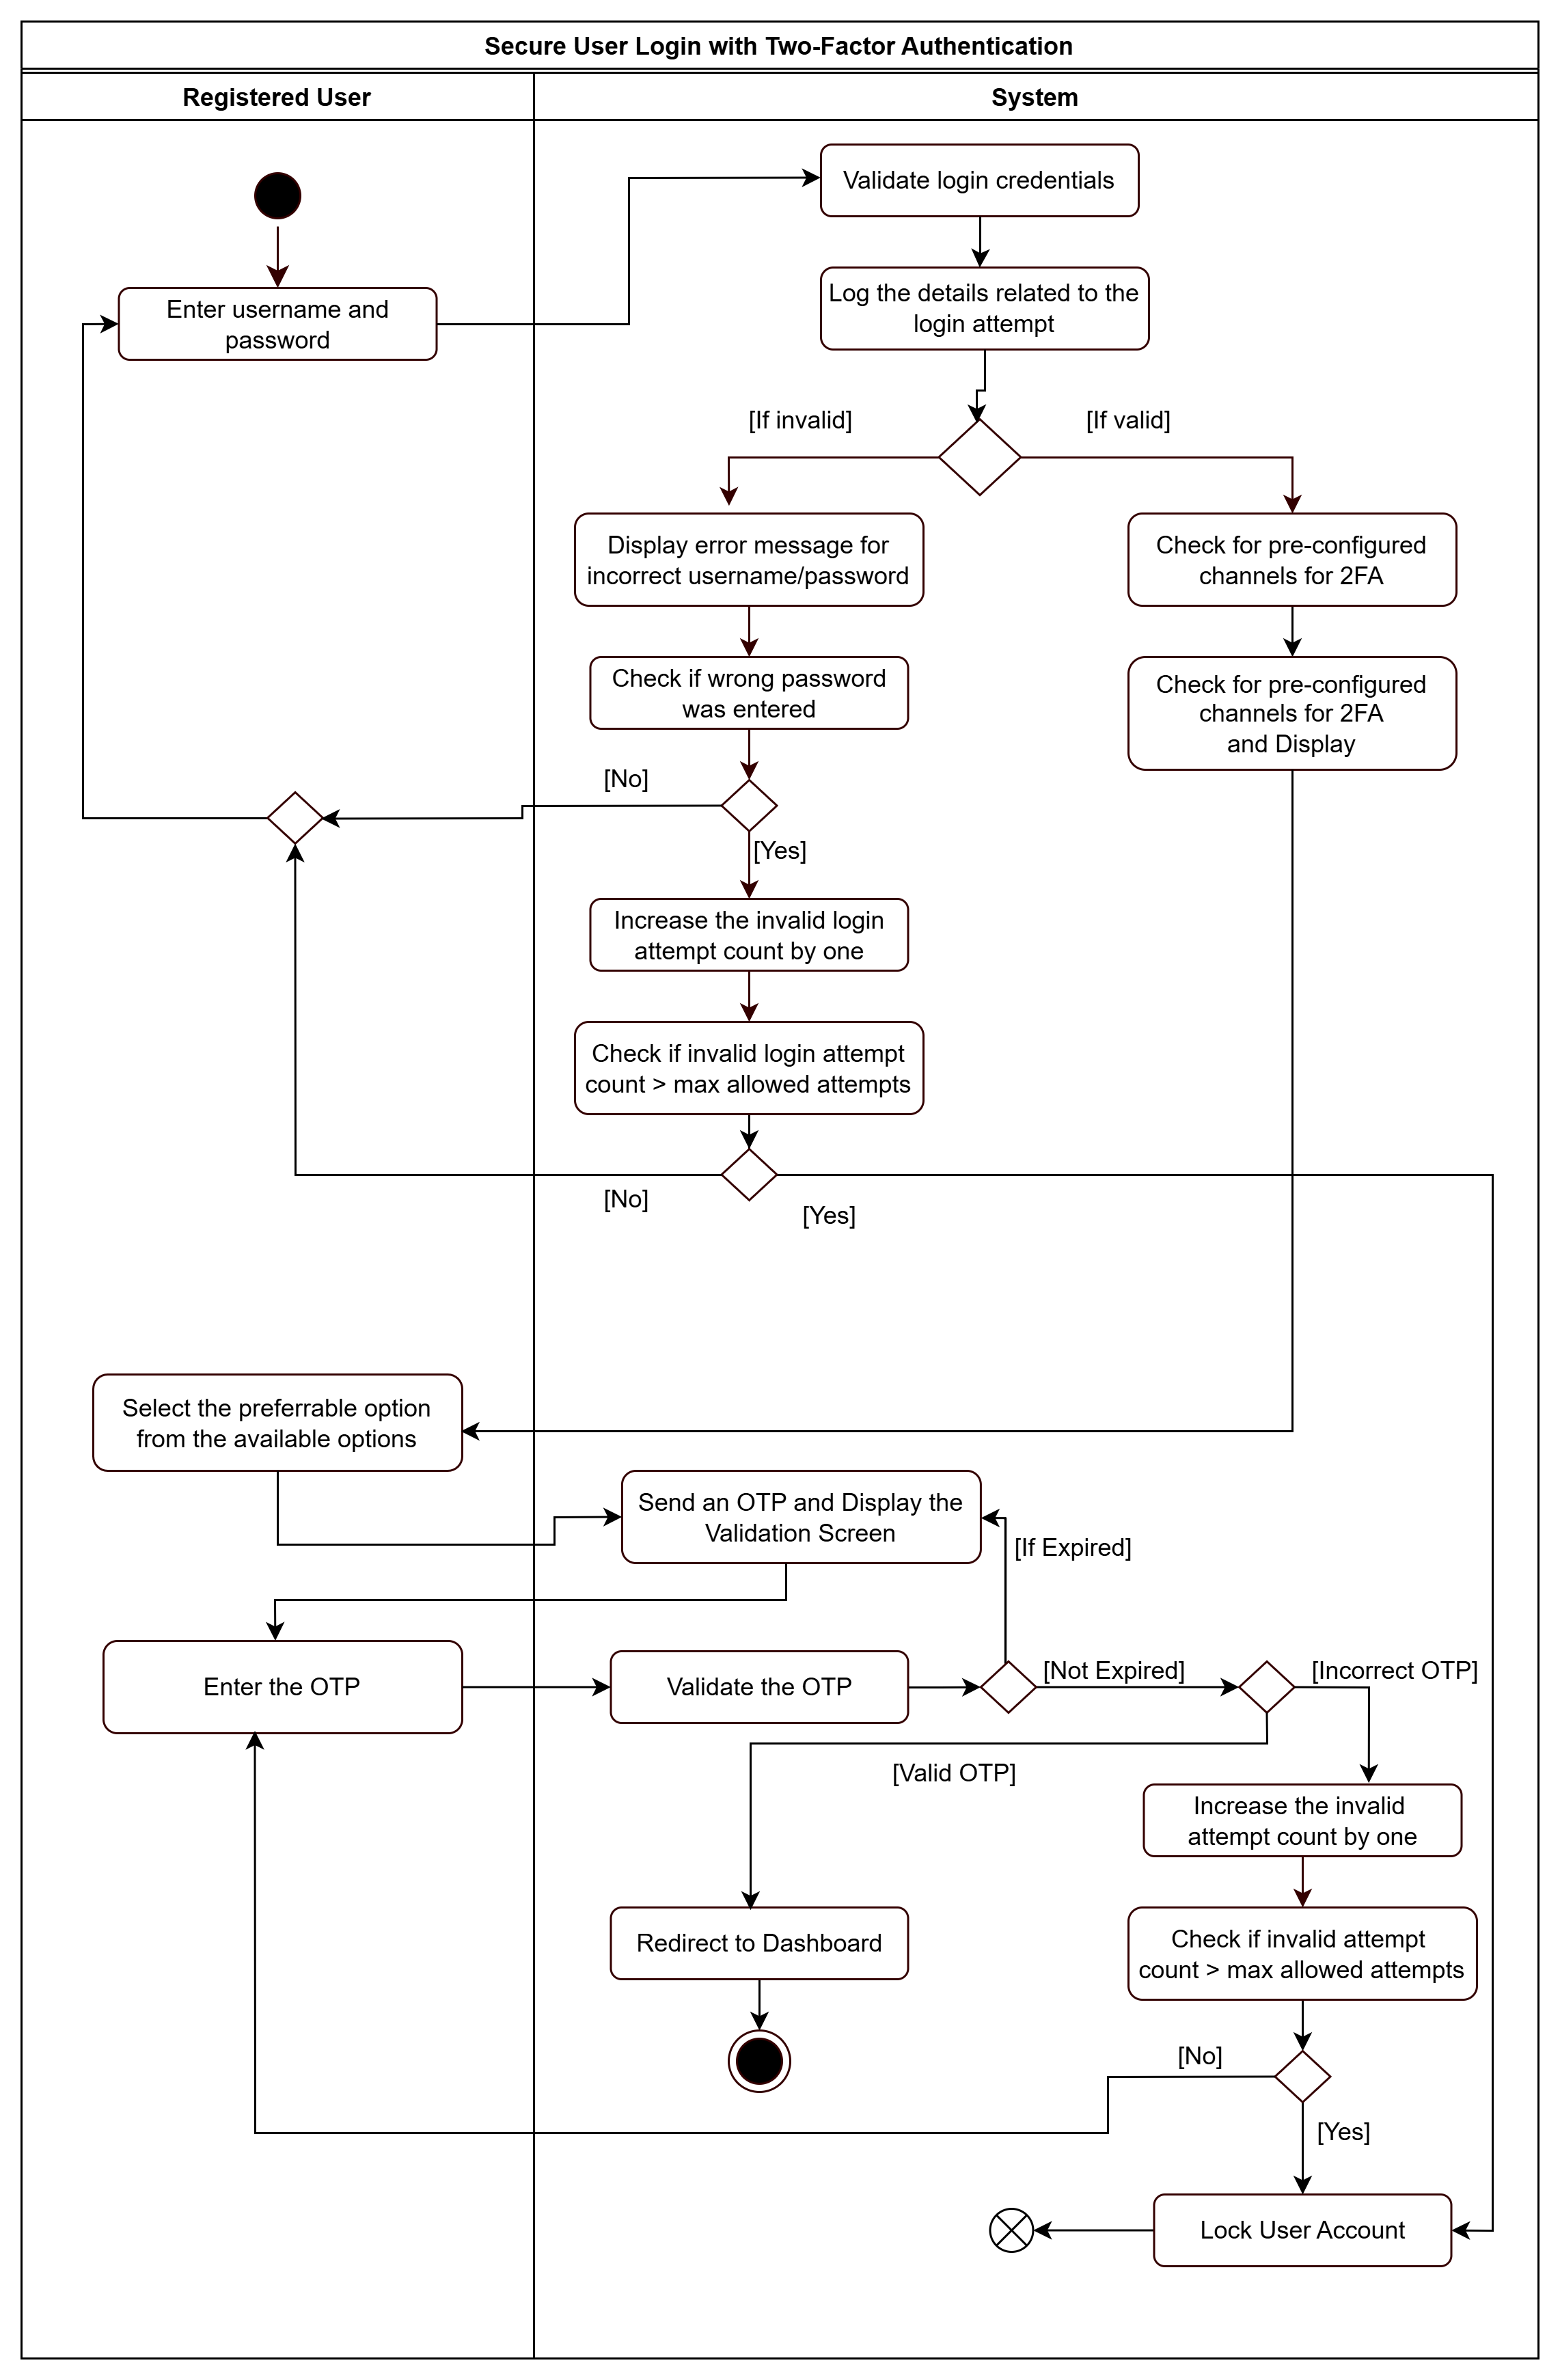 Secure User Login with Two-Factor Authentication
Registered User
System
Validate login credentials
Enter username and
password
Log the details related to the
login attempt
[If invalid]
[If valid]
Display error message for
incorrect username/password
Check for pre-configured
channels for 2FA
Check if wrong password
was entered
Check for pre-configured
channels for 2FA
and Display
[No]
[Yes]
Increase the invalid login
attempt count by one
Check if invalid login attempt
count > max allowed attempts
[No]
[Yes]
Select the preferrable option
from the available options
Send an OTP and Display the
Validation Screen
[If Expired]
Enter the OTP
Validate the OTP
[Not Expired]
[Incorrect OTP]
[Valid OTP]
Increase the invalid
attempt count by one
Redirect to Dashboard
Check if invalid attempt
count > max allowed attempts
[No]
[Yes]
Lock User Account